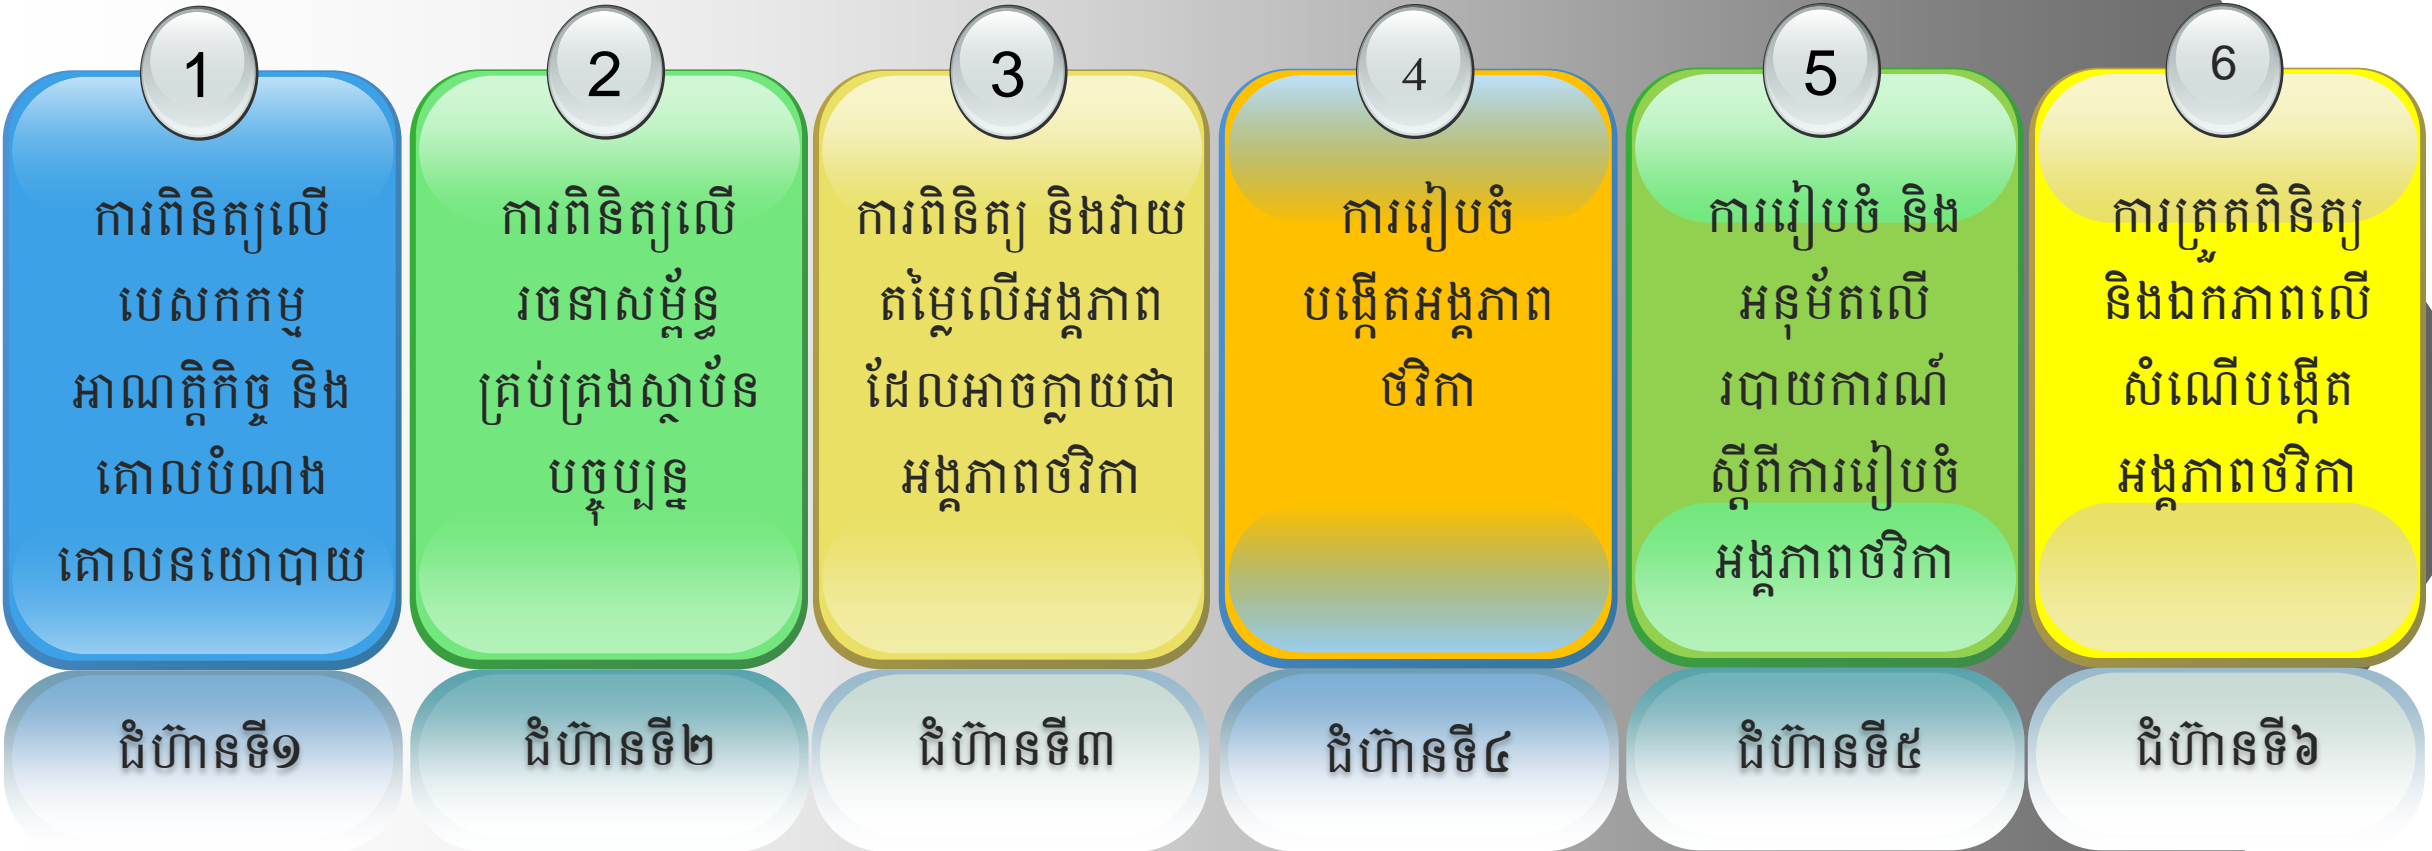 1
ការពិនិត្យលើ
បេសកកម្ម
អាណត្តិកិច្ច និង
គោលបំណង
គោលនយោបាយ
ជំហ៊ានទី១
2
ការពិនិត្យលើ
រចនាសម្ព័ន្ធ
គ្រប់គ្រងស្ថាប័ន
បច្ចុប្បន្ន
ជំហ៊ានទី២
3
ការពិនិត្យ និងវាយ
តម្លៃលើអង្គភាព
ដែលអាចក្លាយជា
អង្គភាពថវិកា
ជំហ៊ានទី៣
4
ការរៀបចំ
បង្កើតអង្គភាព
ថវិកា
ជំហ៊ានទី៤
5
ការរៀបចំ និង
អនុម័តលើ
របាយការណ៍
ស្តីពីការរៀបចំ
អង្គភាពថវិកា
ជំហ៊ានទី៥
6
ការត្រួតពិនិត្យ
និងឯកភាពលើ
សំណើបង្កើត
អង្គភាពថវិកា
ជំហ៊ានទី៦